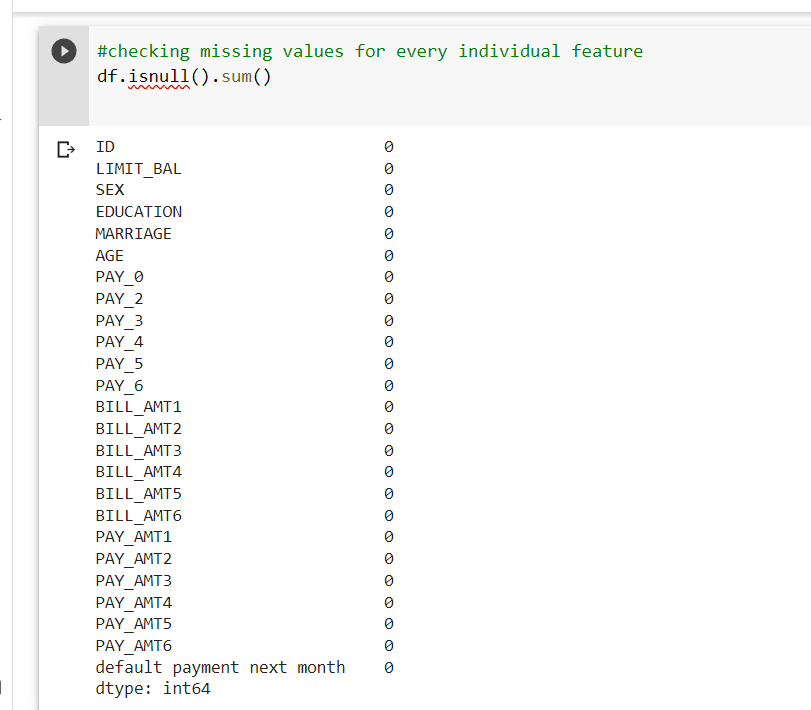 #checking missing values for every individual feature
df.isnull().sum()
ID 0
LIMIT_BAL 0
SEX 0
EDUCATION 0
MARRIAGE 0
AGE 0
PAY_0 0
PAY_2 0
PAY_3 0
PAY_4 0
PAY_5 0
PAY_6 0
BILL_AMT1 0
BILL_AMT2 0
BILL_AMT3 0
BILL_AMT4 0
BILL_AMT5 0
BILL_AMT6 0
PAY_AMT1 0
PAY_AMT2 0
PAY_AMT3 0
PAY_AMT4 0
PAY_AMT5 0
PAY_AMT6 0
default payment next month 0
dtype: int64